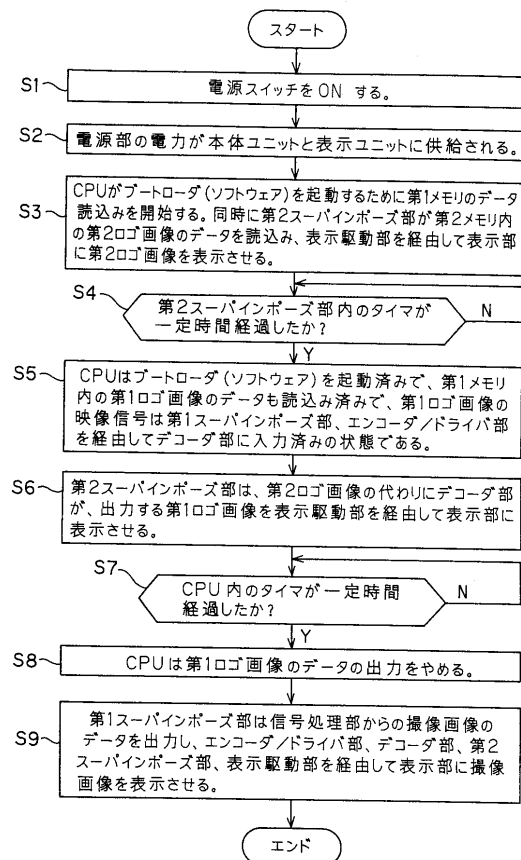 スタート
S1
電源スイッチをON する。
S2
電源部の電力が本体ユニットと表示ユニットに供給される。
S3
CPUがブートローダ(ソフトウェア)を起動するために第1メモリのデータ
読込みを開始する。同時に第2スーパインポーズ部が第2メモリ内
の第2ロゴ画像のデータを読込み、表示駆動部を経由して表示部
に第2ロゴ画像を表示させる。
S4
第2スーパインポーズ部内のタイマが
一定時間経過したか?
N
Y
S5
CPUはブートローダ(ソフトウェア)を起動済みで、第1メモリ
内の第1ロゴ画像のデータも読込み済みで、第1ロゴ画像の
映像信号は第1スーパインポーズ部、エンコーダ/ドライバ部
を経由してデコーダ部に入力済みの状態である。
S6
第2スーパインポーズ部は、第2ロゴ画像の代わりにデコーダ部
が、出力する第1ロゴ画像を表示駆動部を経由して表示部に
表示させる。
S7
CPU内のタイマが一定時間
経過したか?
N
Y
S8
CPUは第1ロゴ画像のデータの出力をやめる。
S9
第1スーパインポーズ部は信号処理部からの撮像画像の
データを出力し、エンコーダ/ドライバ部、デコーダ部、第2
スーパインポーズ部、表示駆動部を経由して表示部に撮像
画像を表示させる。
エンド